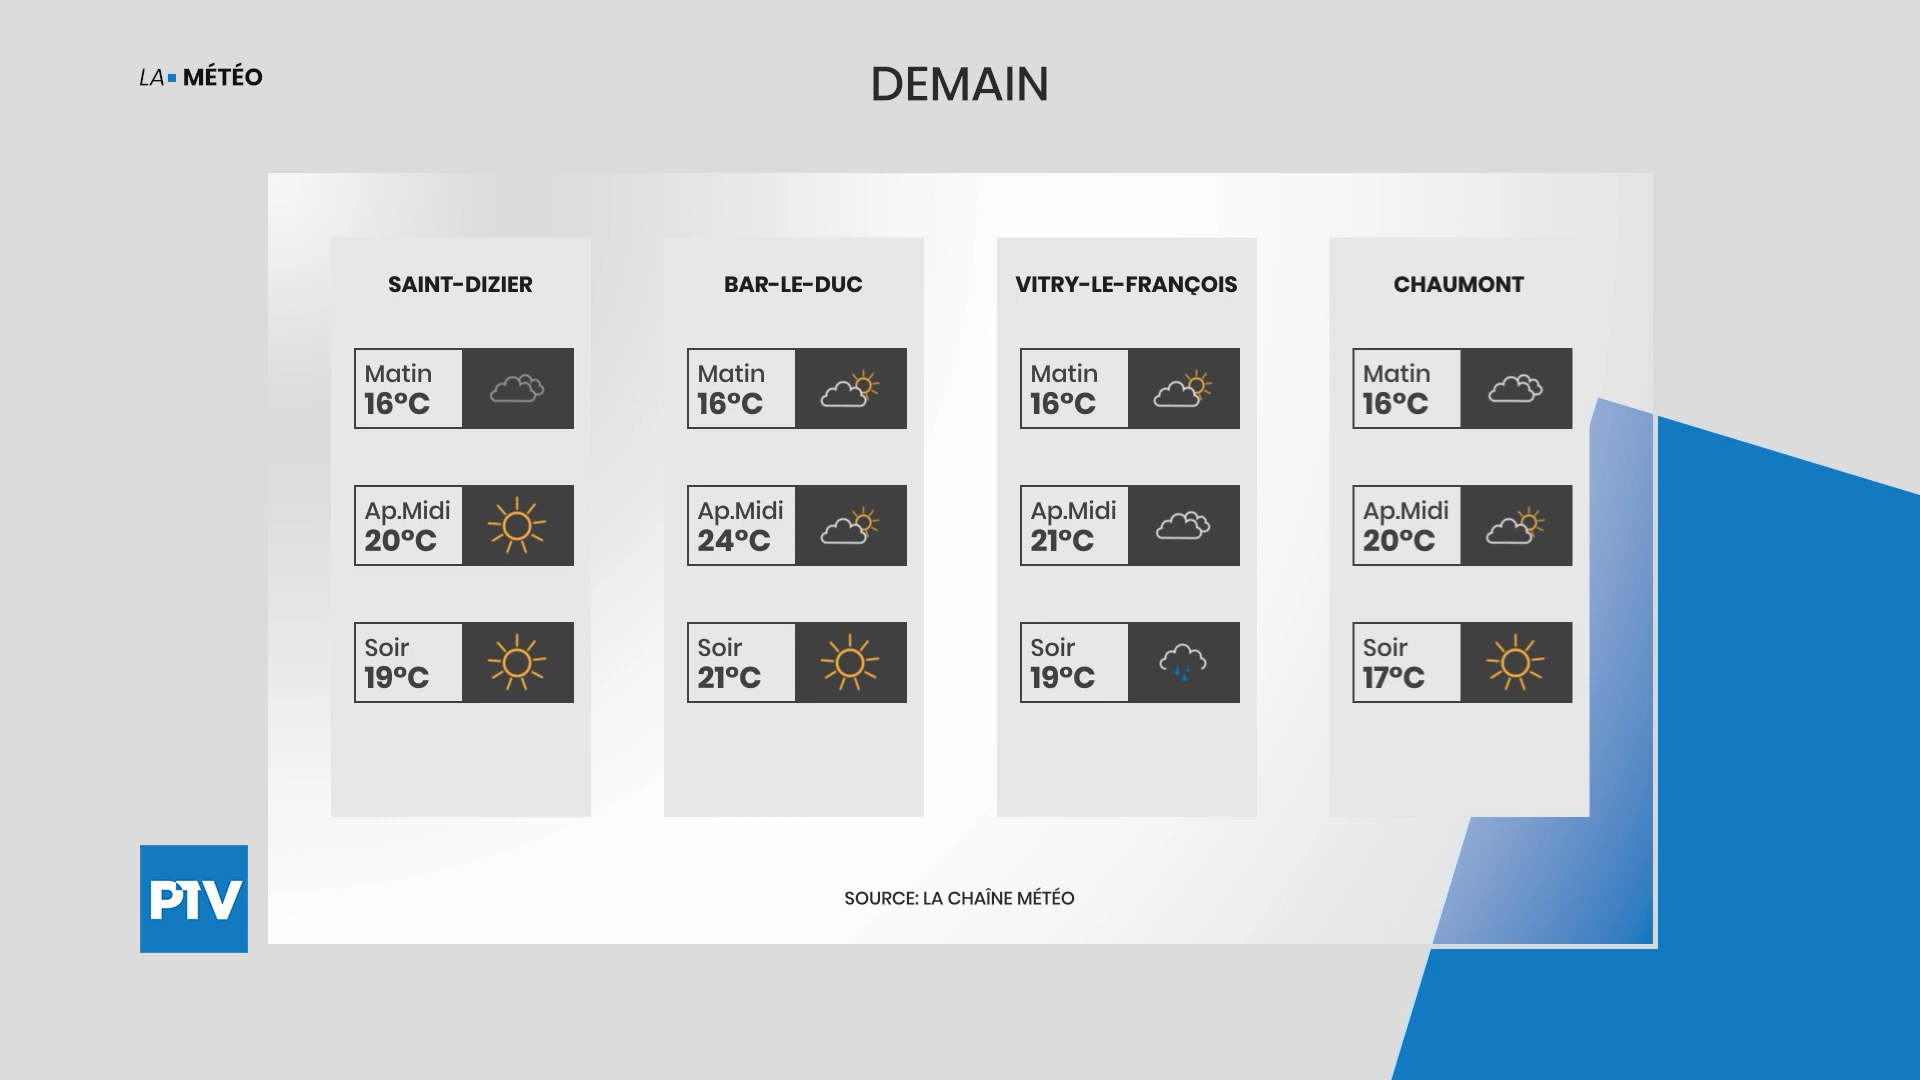 LA MÉTÉO
DEMAIN
SAINT-DIZIER
Matin
16°C
Ap.Midi
20°C
Soir
19°C
BAR-LE-DUC
Matin
16°C
Ap.Midi
24°C
Soir
21°C
VITRY-LE-FRANÇOIS
Matin
16°C
Ap.Midi
21°C
Soir
19°C
CHAUMONT
Matin
16°C
Ap.Midi
20°C
Soir
17°C
PTV
SOURCE: LA CHAÎNE MÉTÉO